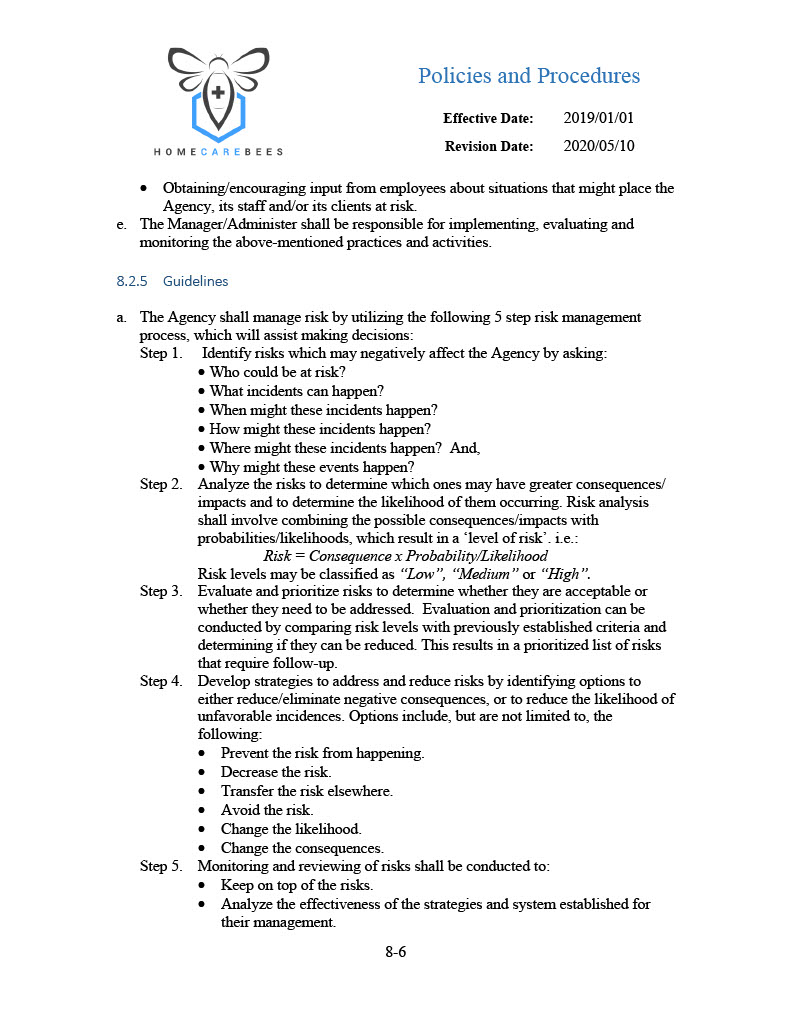 Policies and Procedures
Effective Date: 2019/01/01
Revision Date: 2020/05/10
HOMECAREBEES
• Obtaining/encouraging input from employees about situations that might place the
Agency, its staff and/or its clients at risk.
e. The Manager/Administer shall be responsible for implementing, evaluating and
monitoring the above-mentioned practices and activities.
8.2.5 Guidelines
a. The Agency shall manage risk by utilizing the following 5 step risk management
process, which will assist making decisions:
Step 1. Identify risks which may negatively affect the Agency by asking:
• Who could be at risk?
• What incidents can happen?
• When might these incidents happen?
• How might these incidents happen?
• Where might these incidents happen? And,
• Why might these events happen?
Step 2. Analyze the risks to determine which ones may have greater consequences/
impacts and to determine the likelihood of them occurring. Risk analysis
shall involve combining the possible consequences/impacts with
probabilities/likelihoods, which result in a ‘level of risk’. i.e.:
Risk = Consequence x Probability/Likelihood
Risk levels may be classified as “Low”, “Medium” or “High”.
Step 3. Evaluate and prioritize risks to determine whether they are acceptable or
whether they need to be addressed. Evaluation and prioritization can be
conducted by comparing risk levels with previously established criteria and
determining if they can be reduced. This results in a prioritized list of risks
that require follow-up.
Step 4. Develop strategies to address and reduce risks by identifying options to
either reduce/eliminate negative consequences, or to reduce the likelihood of
unfavorable incidences. Options include, but are not limited to, the
following:
• Prevent the risk from happening.
• Decrease the risk.
• Transfer the risk elsewhere.
• Avoid the risk.
• Change the likelihood.
• Change the consequences.
Step 5. Monitoring and reviewing of risks shall be conducted to:
• Keep on top of the risks.
• Analyze the effectiveness of the strategies and system established for
their management.
8-6